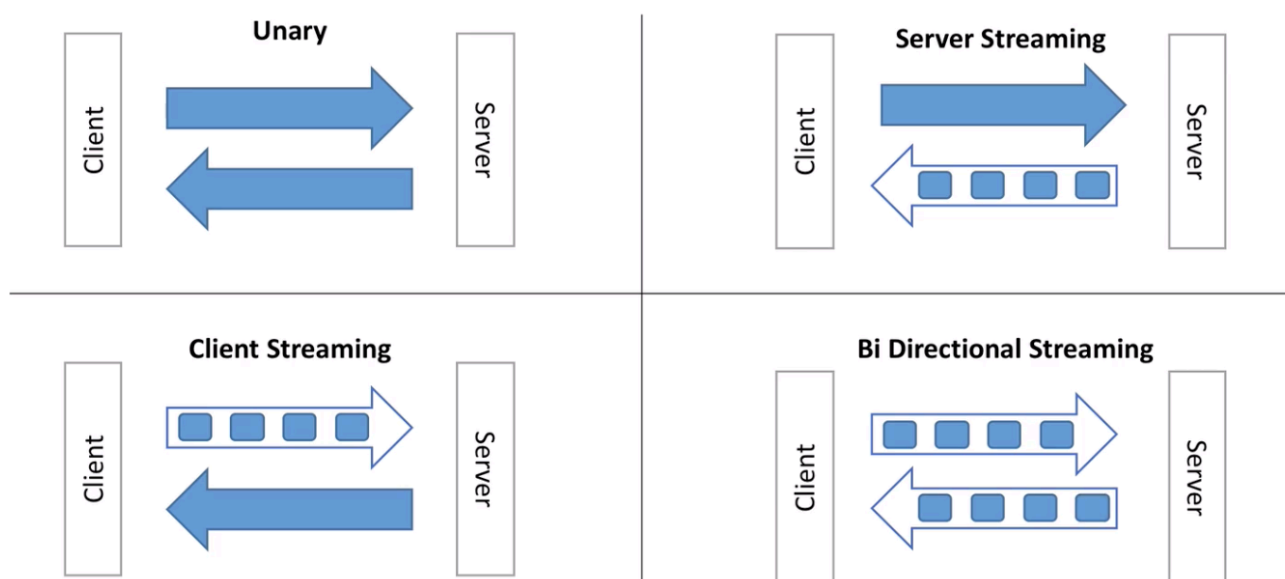 Unary
Client
Server
Server Streaming
Client
Server
Client Streaming
Client
Server
Bi Directional Streaming
Client
Server